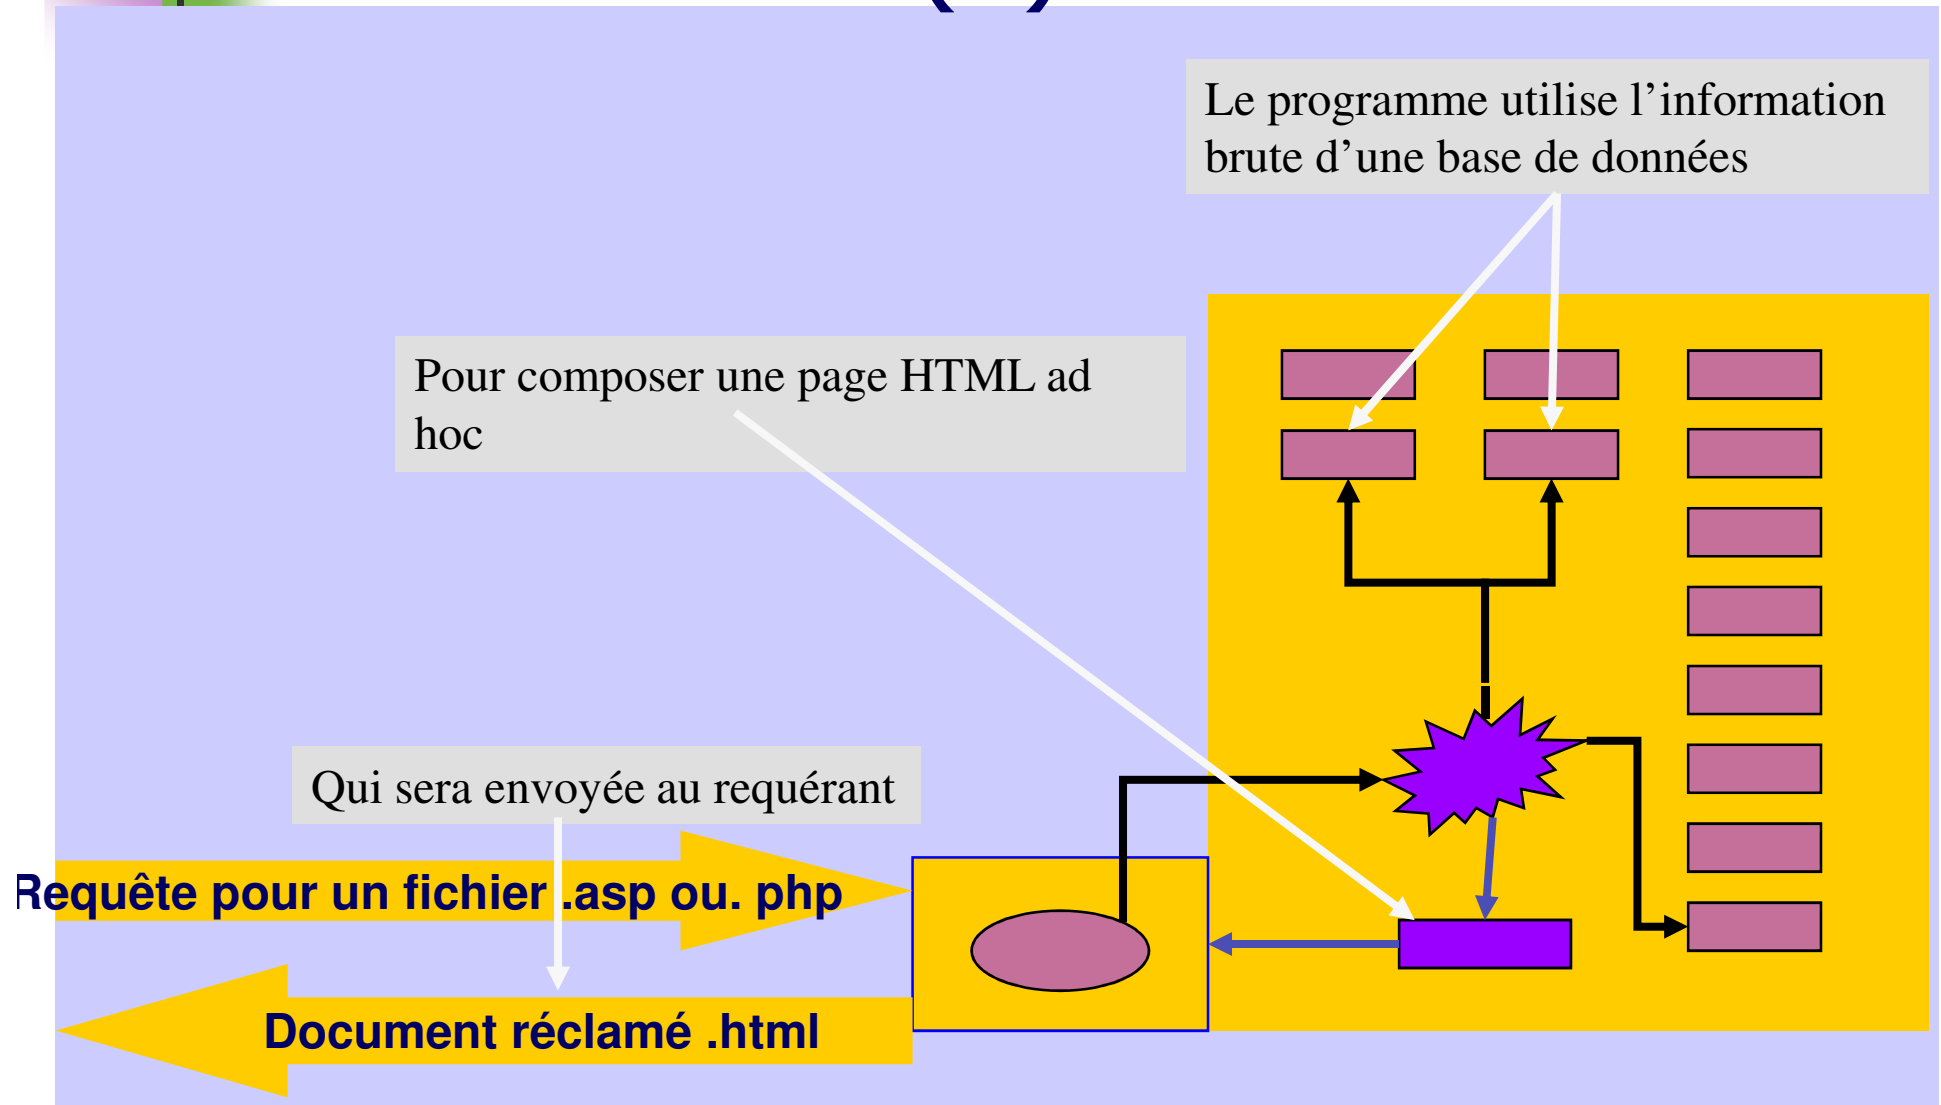 Le programme utilise l’information
brute d’une base de données
Pour composer une page HTML ad
hoc
Qui sera envoyée au requérant
Requête pour un fichier .asp ou. php
Document réclamé .html